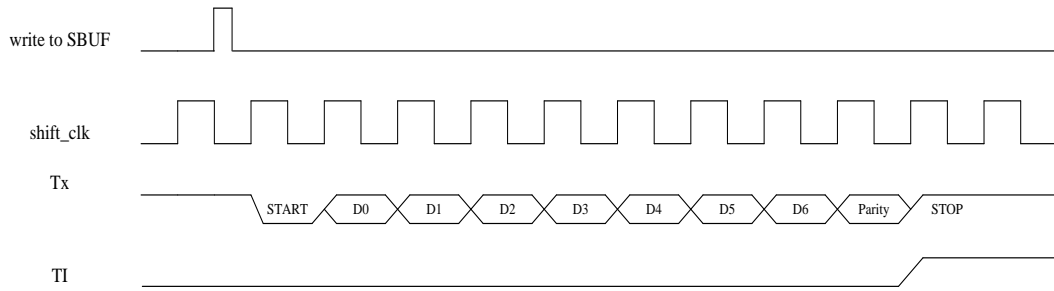 write to SBUF
shift_clk
Tx
START D0 D1 D2 D3 D4 D5 D6 Parity STOP
TI